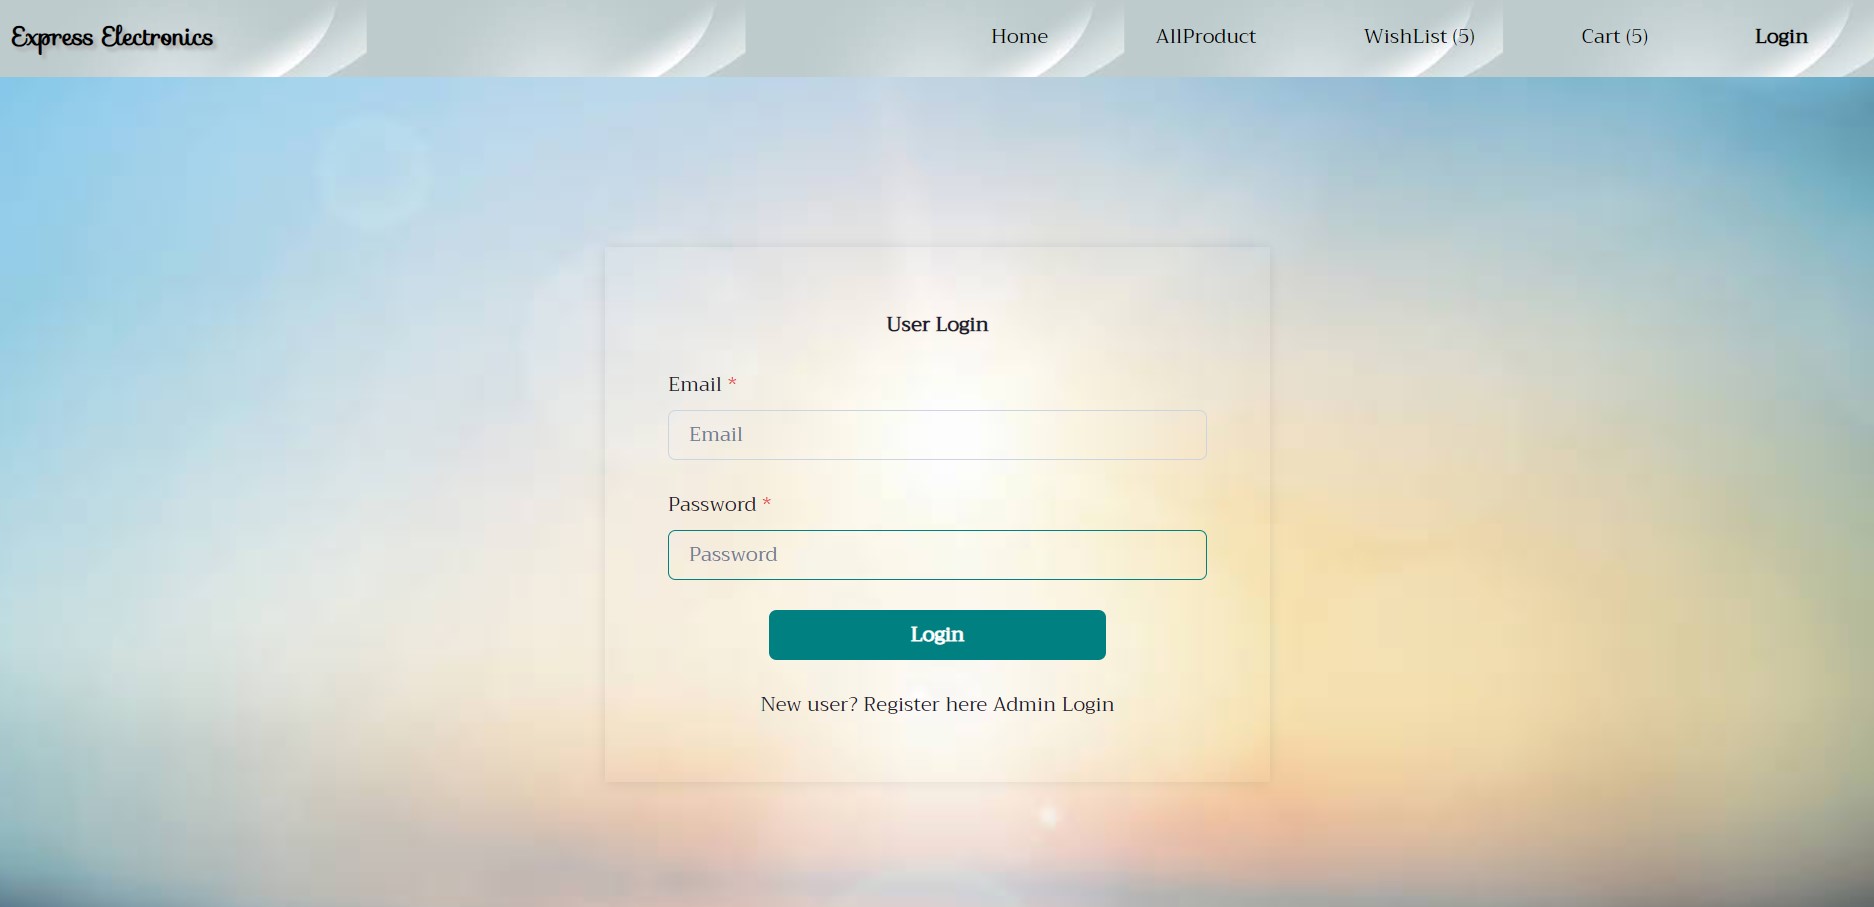 Express Electronics Home AllProduct WishList (5) Cart (5) Login
User Login
Email *
Email
Password *
Password
Login
New user? Register here Admin Login